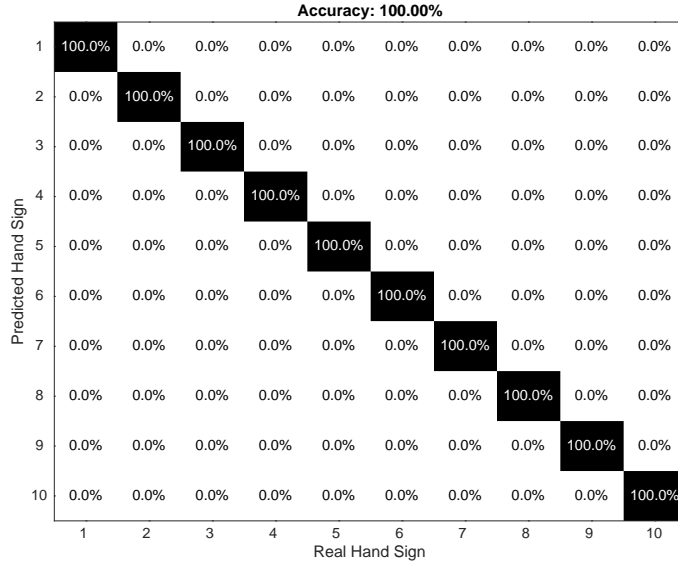 Accuracy: 100.00%
1 100.0% 0.0% 0.0% 0.0% 0.0% 0.0% 0.0% 0.0% 0.0% 0.0%
2 0.0% 100.0% 0.0% 0.0% 0.0% 0.0% 0.0% 0.0% 0.0% 0.0%
3 0.0% 0.0% 100.0% 0.0% 0.0% 0.0% 0.0% 0.0% 0.0% 0.0%
4 0.0% 0.0% 0.0% 100.0% 0.0% 0.0% 0.0% 0.0% 0.0% 0.0%
5 0.0% 0.0% 0.0% 0.0% 100.0% 0.0% 0.0% 0.0% 0.0% 0.0%
6 0.0% 0.0% 0.0% 0.0% 0.0% 100.0% 0.0% 0.0% 0.0% 0.0%
7 0.0% 0.0% 0.0% 0.0% 0.0% 0.0% 100.0% 0.0% 0.0% 0.0%
8 0.0% 0.0% 0.0% 0.0% 0.0% 0.0% 0.0% 100.0% 0.0% 0.0%
9 0.0% 0.0% 0.0% 0.0% 0.0% 0.0% 0.0% 0.0% 100.0% 0.0%
10 0.0% 0.0% 0.0% 0.0% 0.0% 0.0% 0.0% 0.0% 0.0% 100.0%
1 2 3 4 5 6 7 8 9 10
Real Hand Sign
Predicted Hand Sign